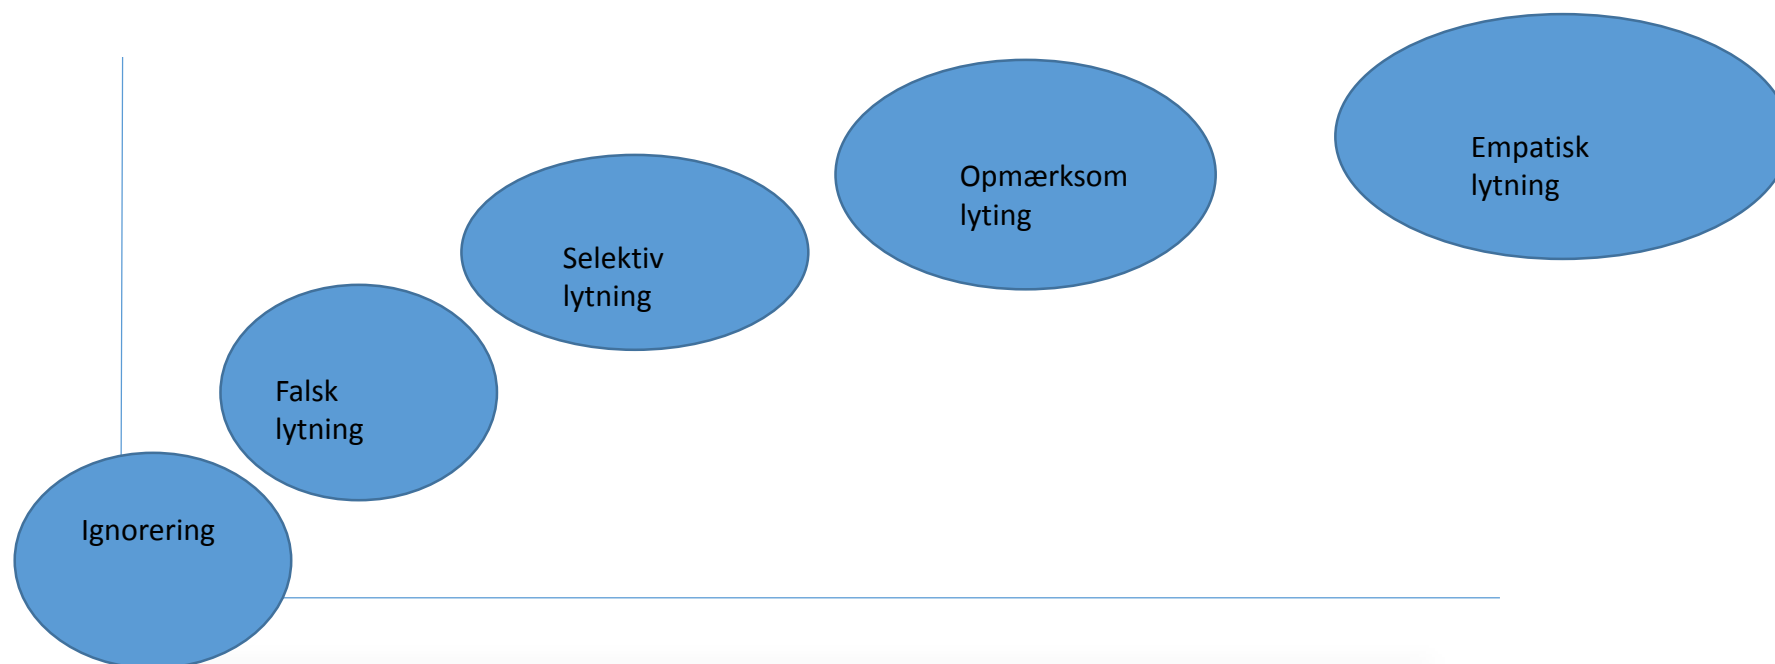 Ignorering
Falsk
lytning
Selektiv
lytning
Opmærksom
lyting
Empatisk
lytning